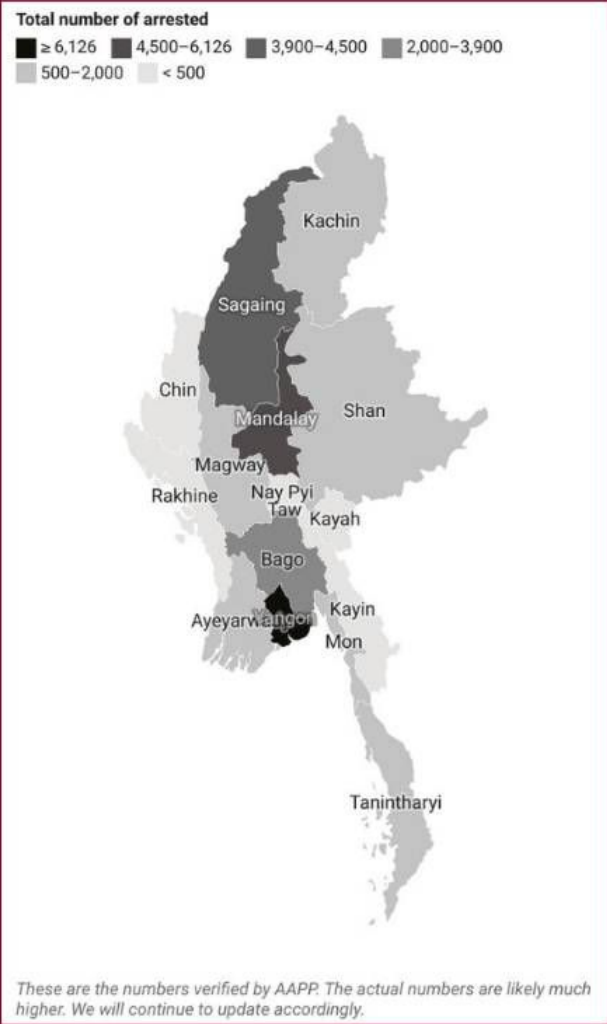 Total number of arrested
≥ 6,126 4,500–6,126 3,900–4,500 2,000–3,900
500–2,000 < 500
Kachin
Sagaing
Chin
Shan
Mandalay
Magway
Rakhine
Nay Pyi
Taw
Kayah
Bago
Kayin
Ayeyarwa
Yangon
Mon
Tanintharyi
These are the numbers verified by AAPP. The actual numbers are likely much
higher. We will continue to update accordingly.